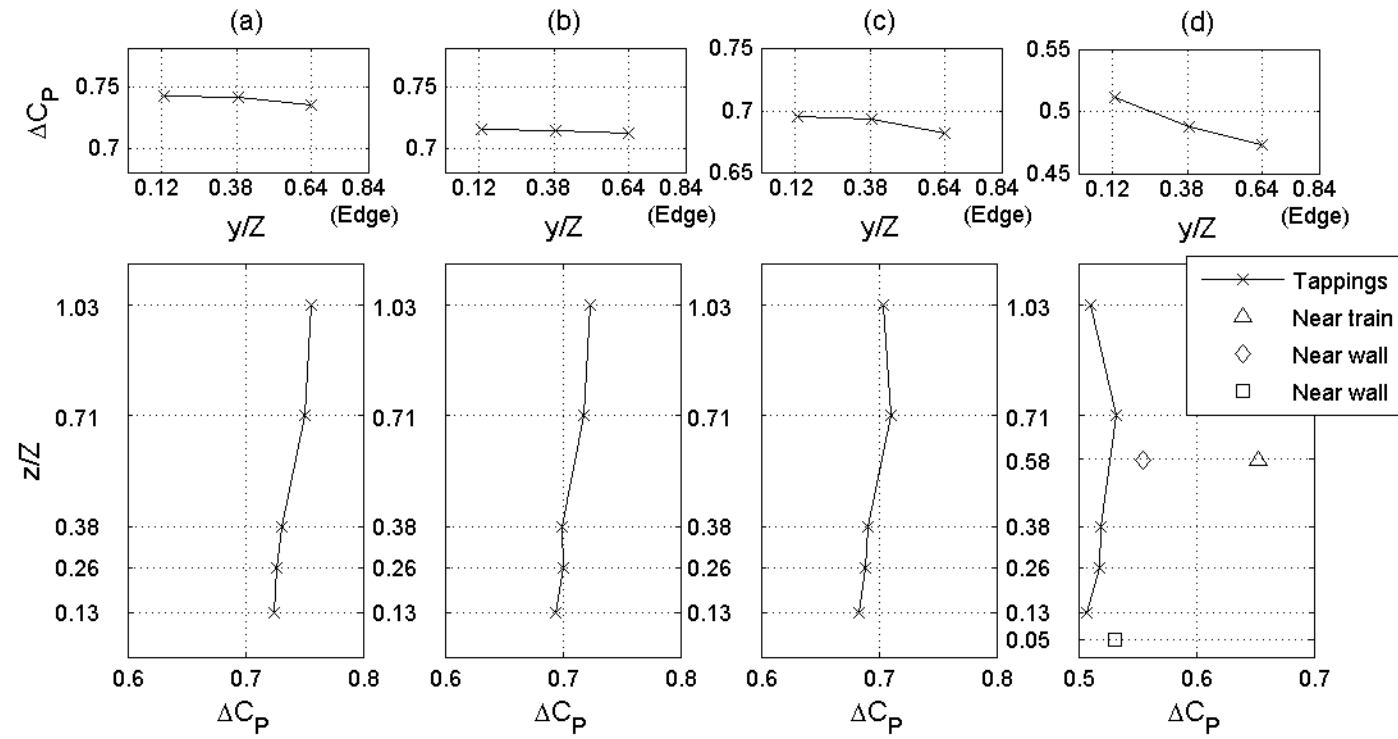 (a) (b) (c) (d)
ΔC_P
0.75
0.7
0.12 0.38 0.64 0.84
(Edge)
y/Z
0.75
0.7
0.12 0.38 0.64 0.84
(Edge)
y/Z
0.75
0.7
0.65
0.12 0.38 0.64 0.84
(Edge)
y/Z
0.55
0.5
0.45
0.12 0.38 0.64 0.84
(Edge)
y/Z
z/Z
1.03
0.71
0.38
0.26
0.13
0.6 0.7 0.8
ΔC_P
1.03
0.71
0.38
0.26
0.13
0.6 0.7 0.8
ΔC_P
1.03
0.71
0.38
0.26
0.13
0.6 0.7 0.8
ΔC_P
1.03
0.71
0.58
0.38
0.26
0.13
0.05
0.5 0.6 0.7
ΔC_P
Tappings
Near train
Near wall
Near wall